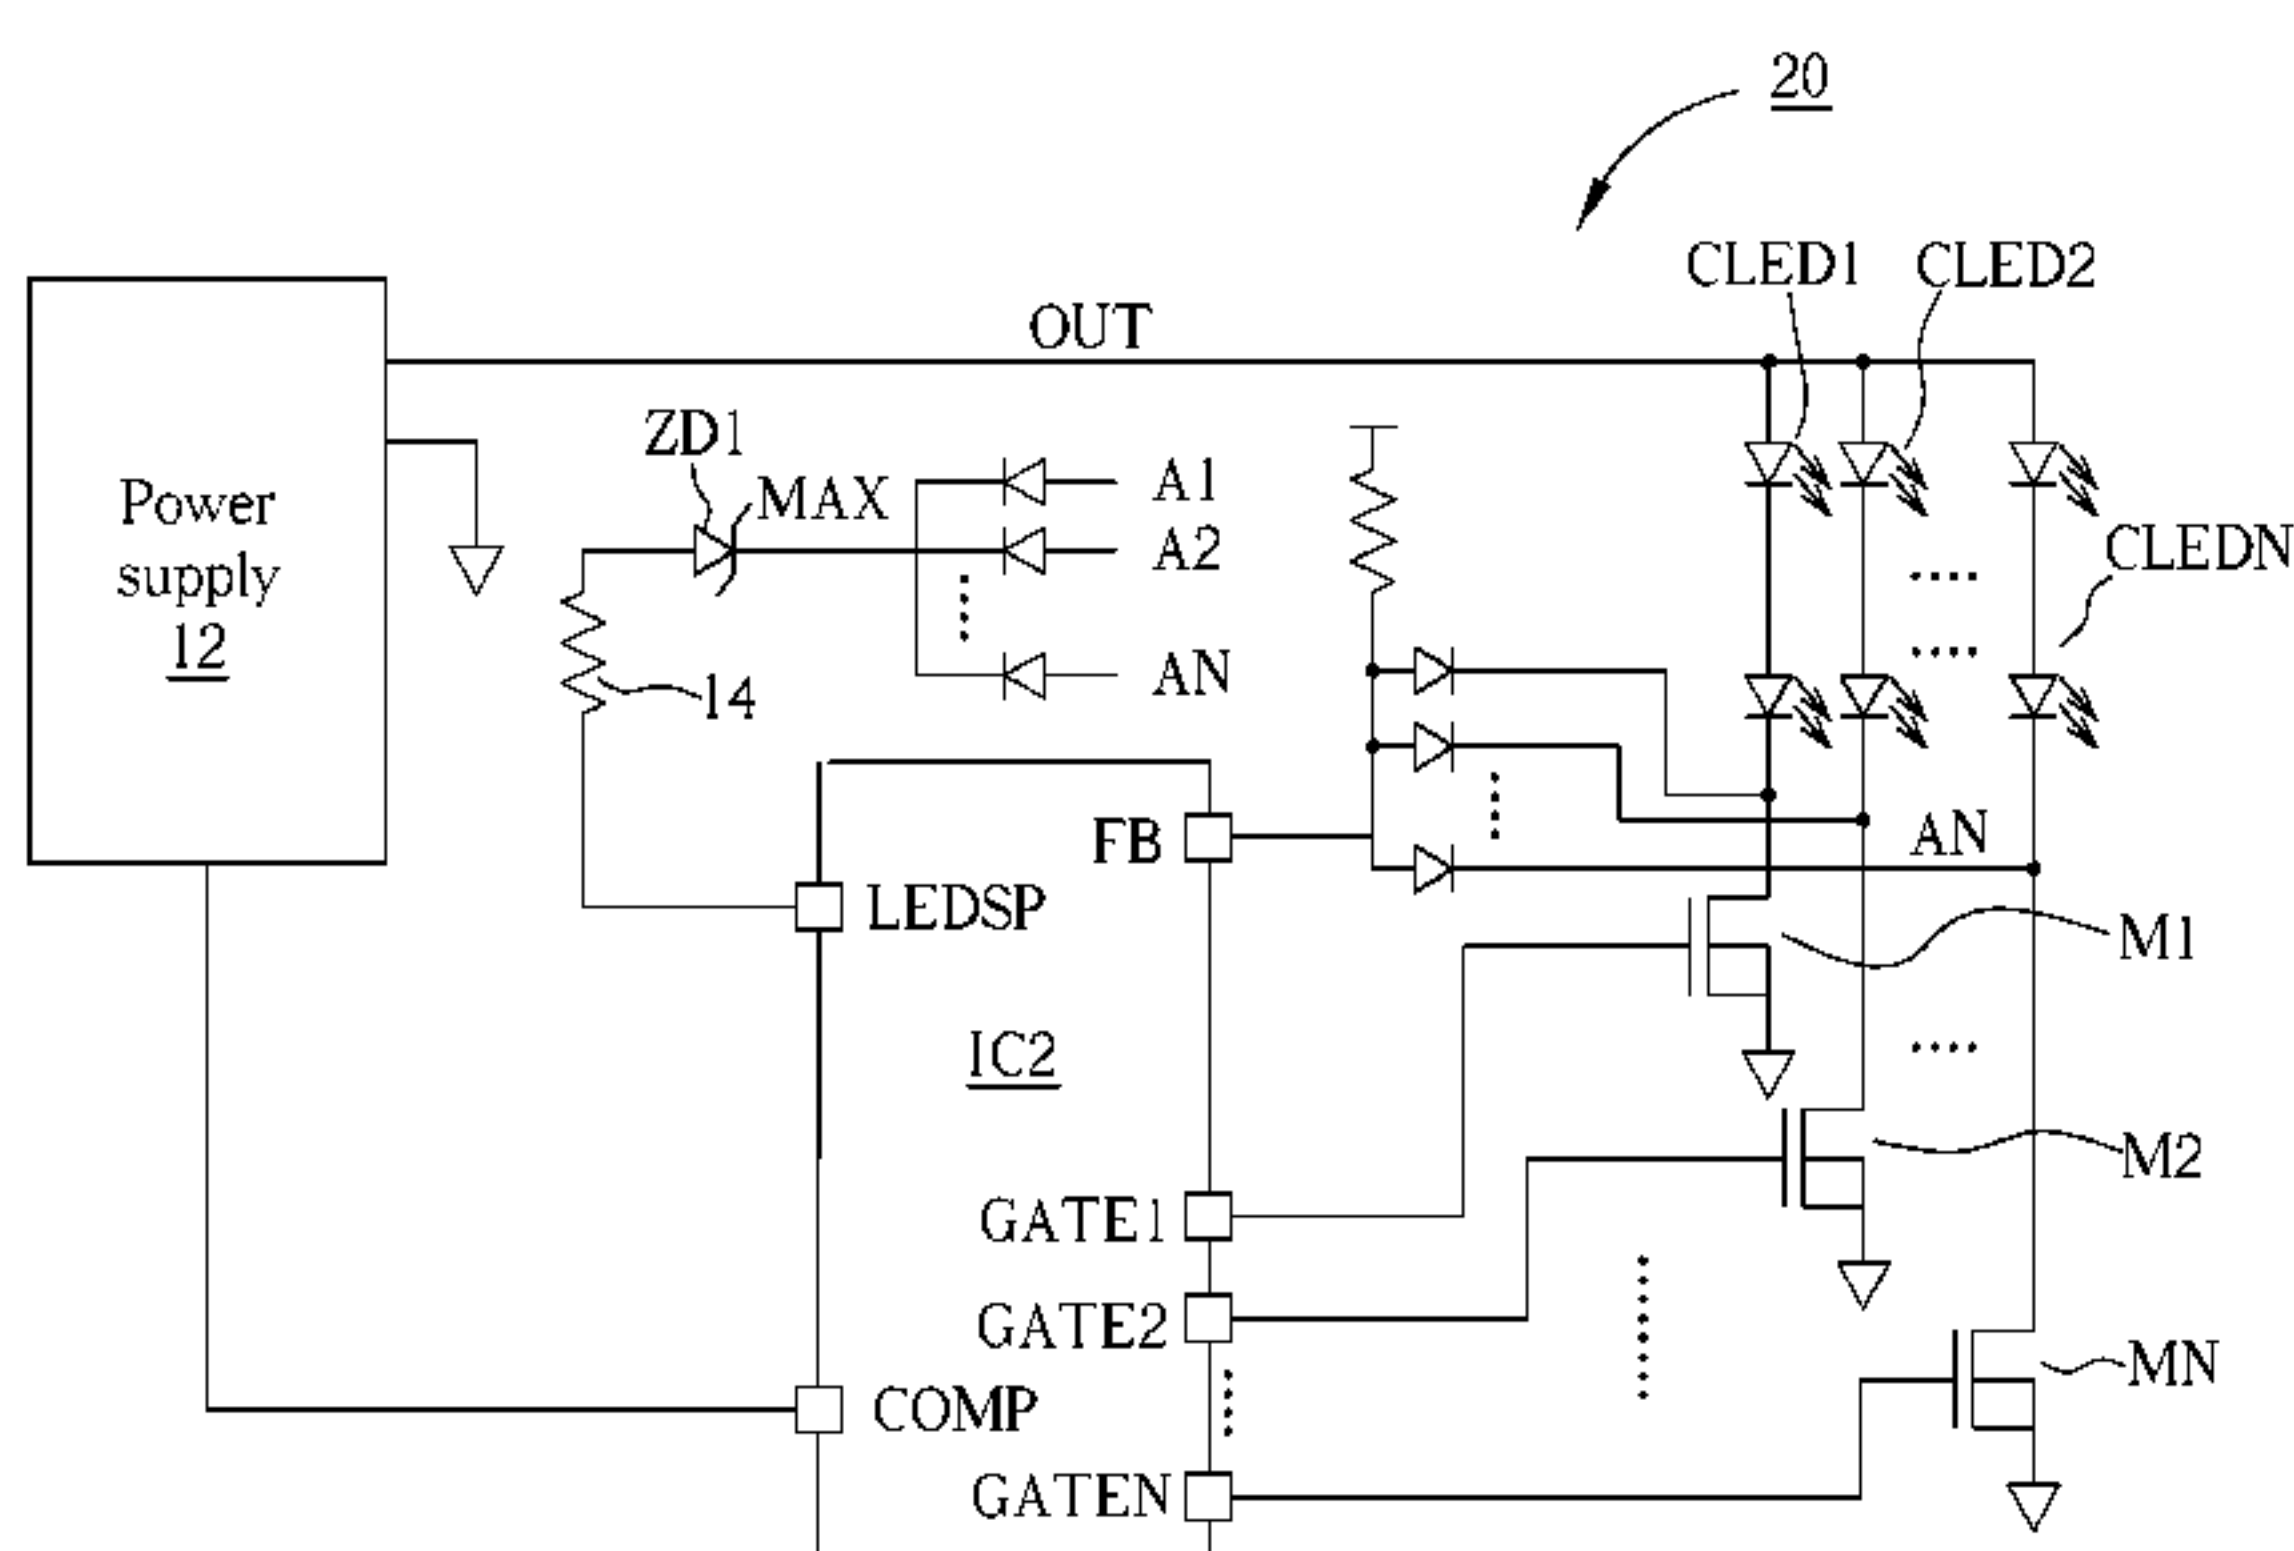 20
CLED1
CLED2
OUT
ZD1
MAX
A1
A2
AN
Power
supply
12
14
CLEDN
FB
AN
LEDSP
M1
IC2
M2
GATE1
GATE2
MN
COMP
GATEN